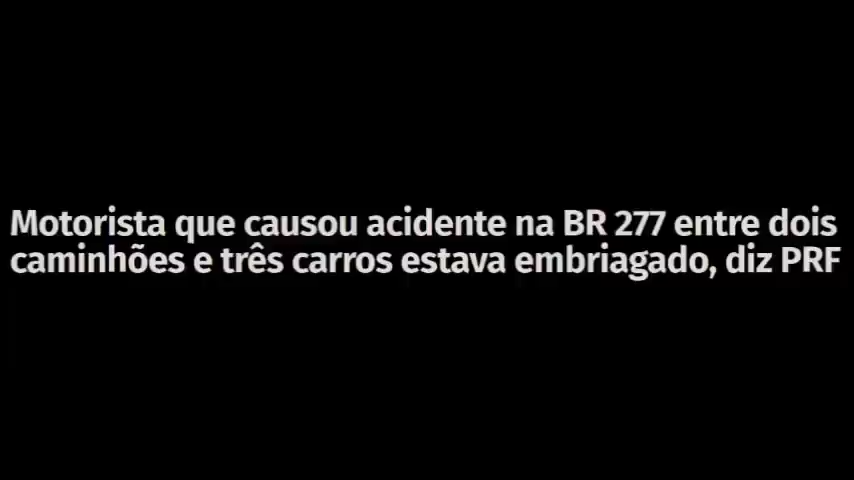 Motorista que causou acidente na BR 277 entre dois
caminhões e três carros estava embriagado, diz PRF